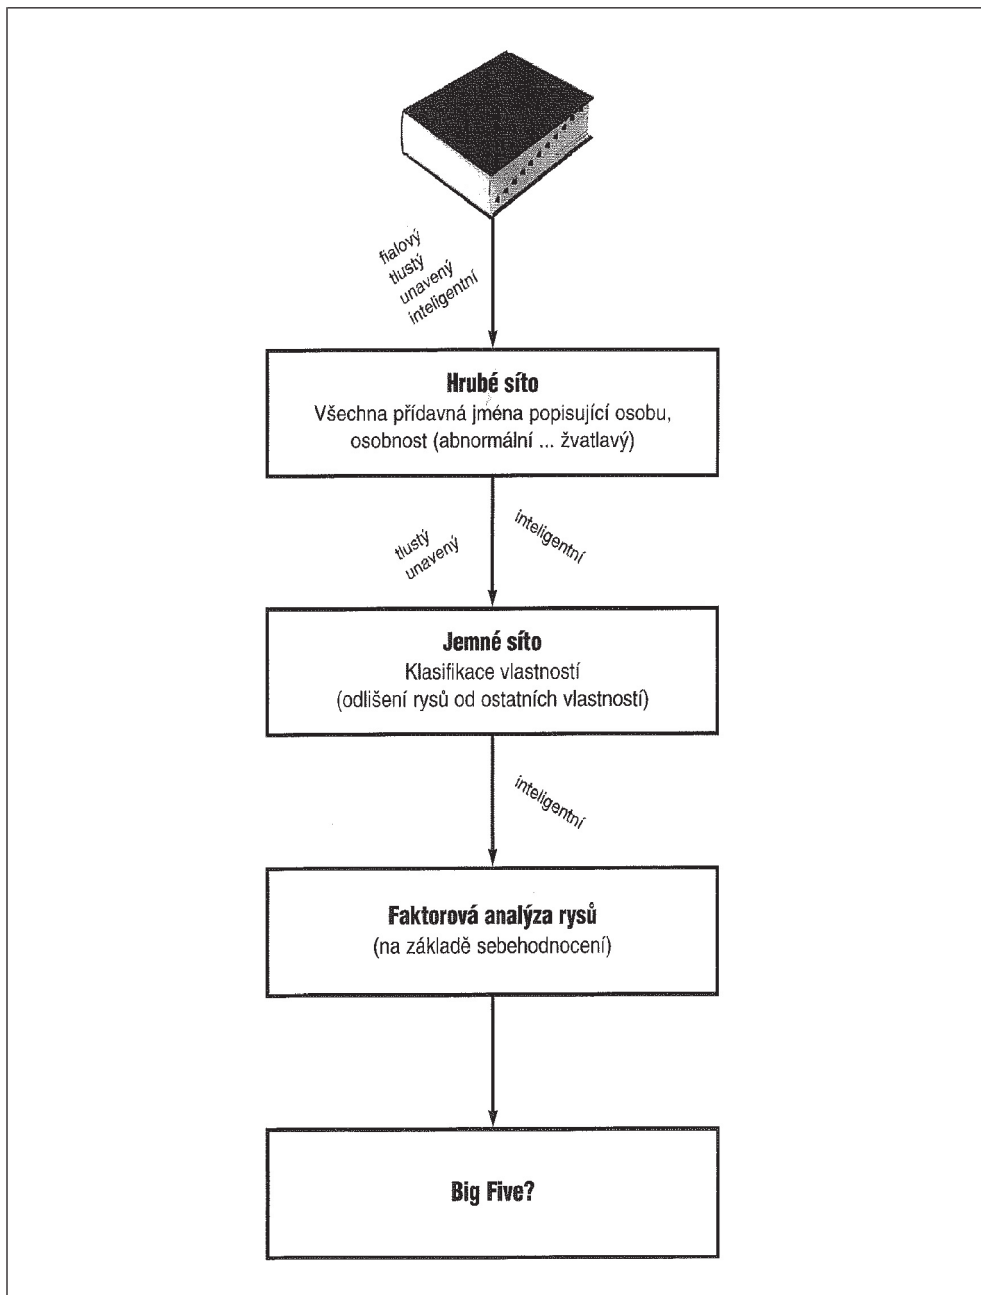 fialový
tlustý
unavený
inteligentní
Hrubé síto
Všechna přídavná jména popisující osobu,
osobnost (abnormální ... žvatlavý)
tlustý
unavený
inteligentní
Jemné síto
Klasifikace vlastností
(odlišení rysů od ostatních vlastností)
inteligentní
Faktorová analýza rysů
(na základě sebehodnocení)
Big Five?